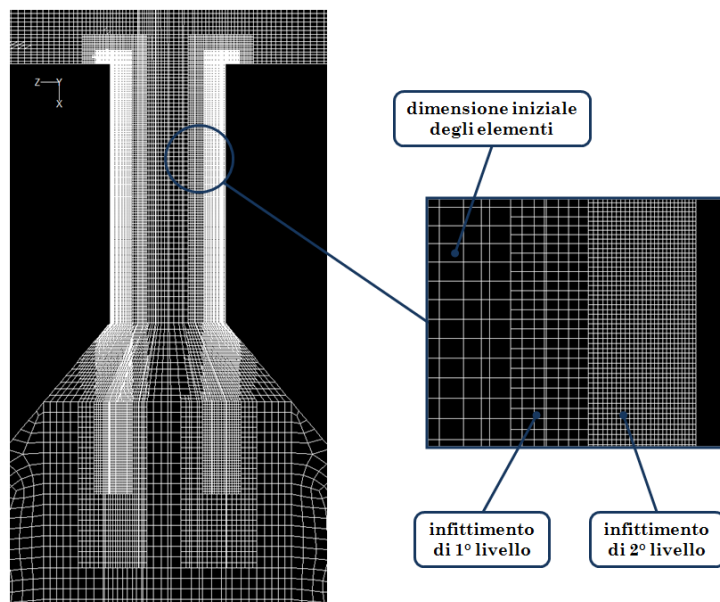 dimensione iniziale
degli elementi
Z
Y
X
infittimento
di 1° livello
infittimento
di 2° livello